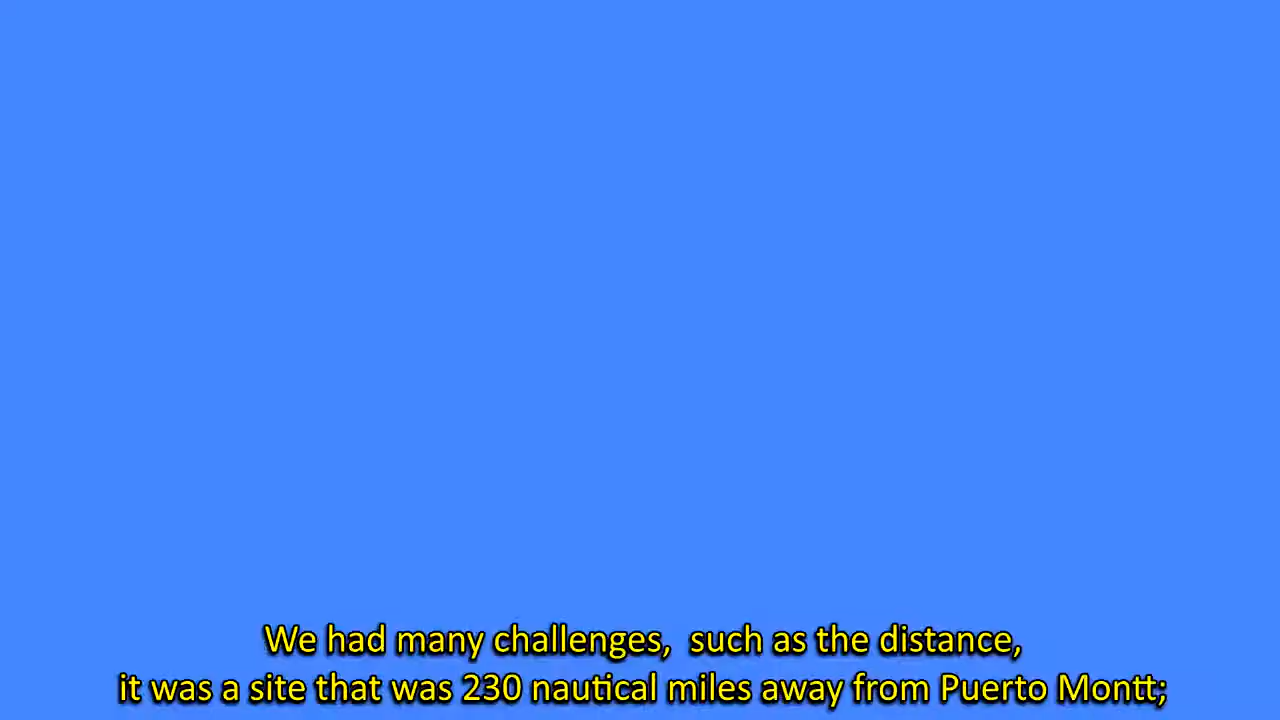 We had many challenges,  such as the distance,
it was a site that was 230 nautical miles away from Puerto Montt;